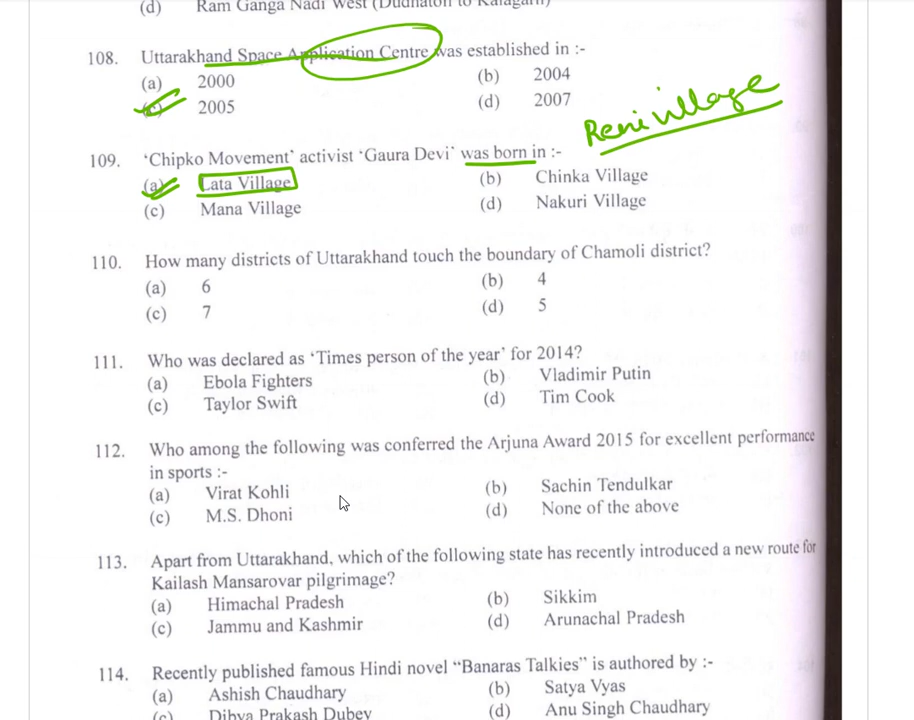 (d) Ram Ganga Nadi West (Dudhatoli to Kalagarh)
108. Uttarakhand Space Application Centre was established in :-
(a) 2000 (b) 2004
(c) 2005 (d) 2007
Reni village
109. ‘Chipko Movement’ activist ‘Gaura Devi’ was born in :-
(a) Lata Village (b) Chinka Village
(c) Mana Village (d) Nakuri Village
110. How many districts of Uttarakhand touch the boundary of Chamoli district?
(a) 6 (b) 4
(c) 7 (d) 5
111. Who was declared as ‘Times person of the year’ for 2014?
(a) Ebola Fighters (b) Vladimir Putin
(c) Taylor Swift (d) Tim Cook
112. Who among the following was conferred the Arjuna Award 2015 for excellent performance
in sports :-
(a) Virat Kohli (b) Sachin Tendulkar
(c) M.S. Dhoni (d) None of the above
113. Apart from Uttarakhand, which of the following state has recently introduced a new route for
Kailash Mansarovar pilgrimage?
(a) Himachal Pradesh (b) Sikkim
(c) Jammu and Kashmir (d) Arunachal Pradesh
114. Recently published famous Hindi novel “Banaras Talkies” is authored by :-
(a) Ashish Chaudhary (b) Satya Vyas
(c) Dibya Prakash Dubey (d) Anu Singh Chaudhary